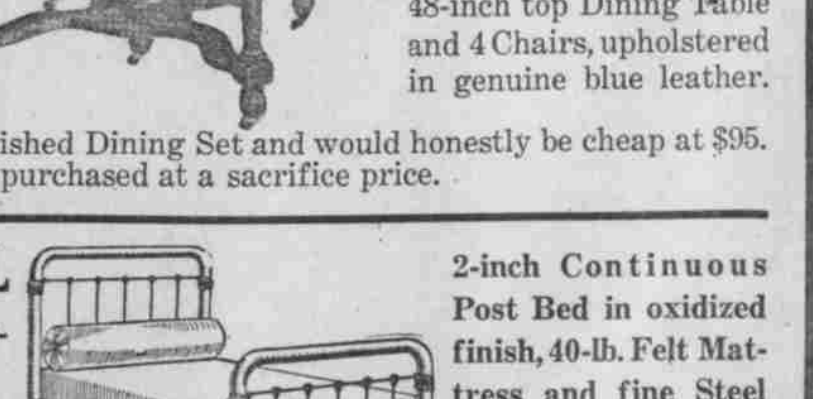 48-inch top Dining Table
and 4 Chairs, upholstered
in genuine blue leather.
ished Dining Set and would honestly be cheap at $95.
purchased at a sacrifice price.
2-inch Continuous
Post Bed in oxidized
finish, 40-lb. Felt Mat-
tress and fine Steel